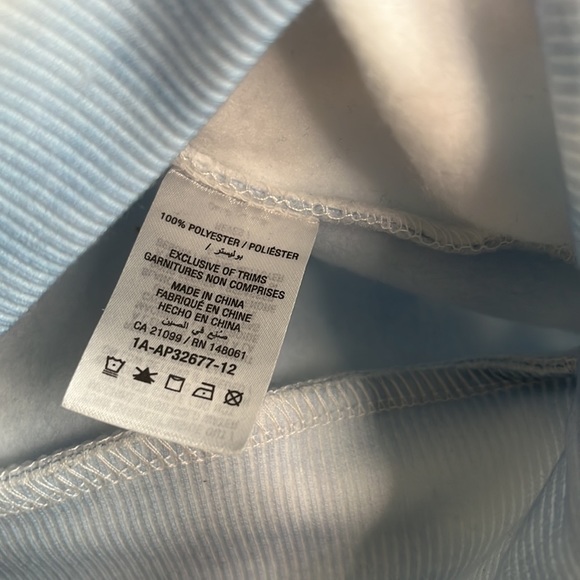 100% POLYESTER / POLIÉSTER
بوليستر /
EXCLUSIVE OF TRIMS
GARNITURES NON COMPRISES
MADE IN CHINA
FABRIQUÉ EN CHINE
HECHO EN CHINA
صنع في الصين
CA 21099 / RN 148061
1A-AP32677-12